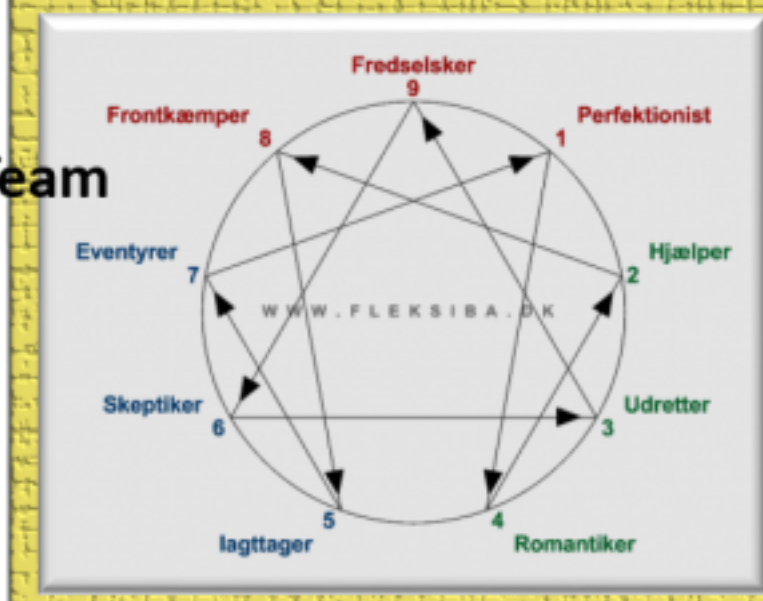 Fredselsker
9
Frontkæmper
8
Perfektionist
1
Team
Eventyrer
7
Hjælper
2
WWW.FLEKSIBA.DK
Skeptiker
6
Udretter
3
Iagttager
5
Romantiker
4